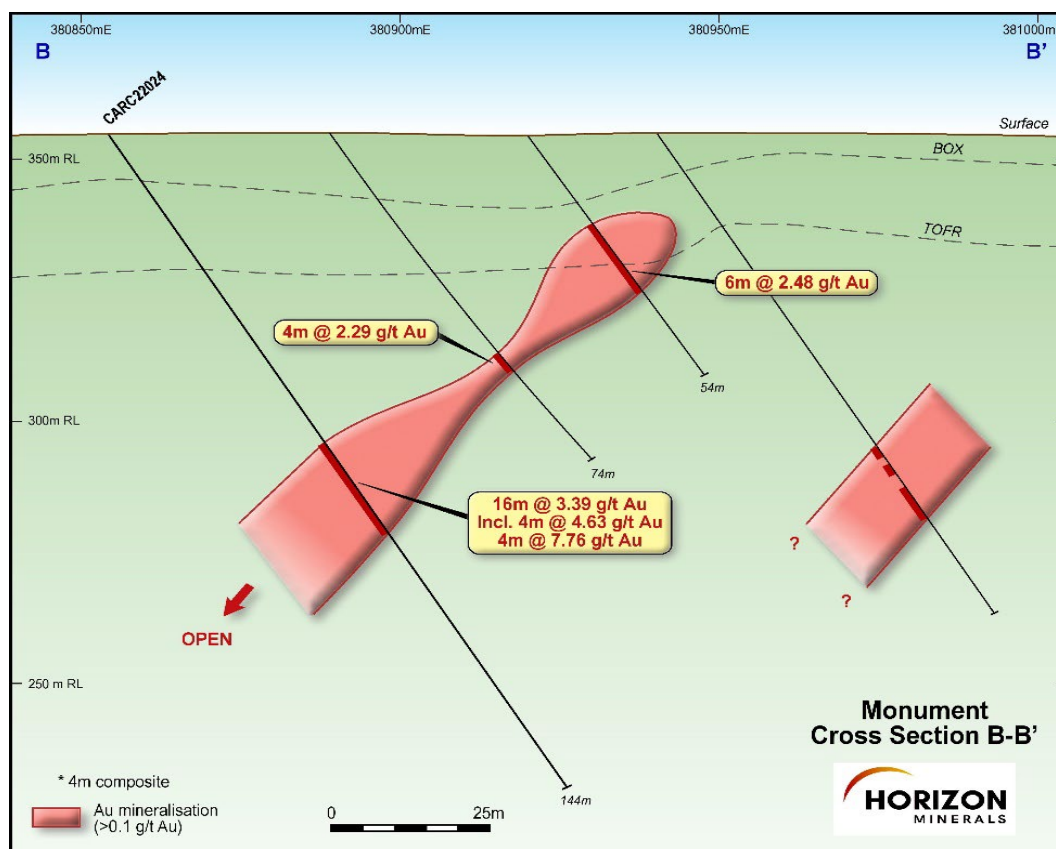 380850mE
380900mE
380950mE
381000m
B
B'
CARC22024
Surface
350m RL
BOX
TOFR
6m @ 2.48 g/t Au
4m @ 2.29 g/t Au
54m
300m RL
74m
16m @ 3.39 g/t Au
Incl. 4m @ 4.63 g/t Au
4m @ 7.76 g/t Au
?
?
OPEN
250 m RL
Monument
Cross Section B-B'
* 4m composite
144m
Au mineralisation
(>0.1 g/t Au)
0
25m
HORIZON
MINERALS